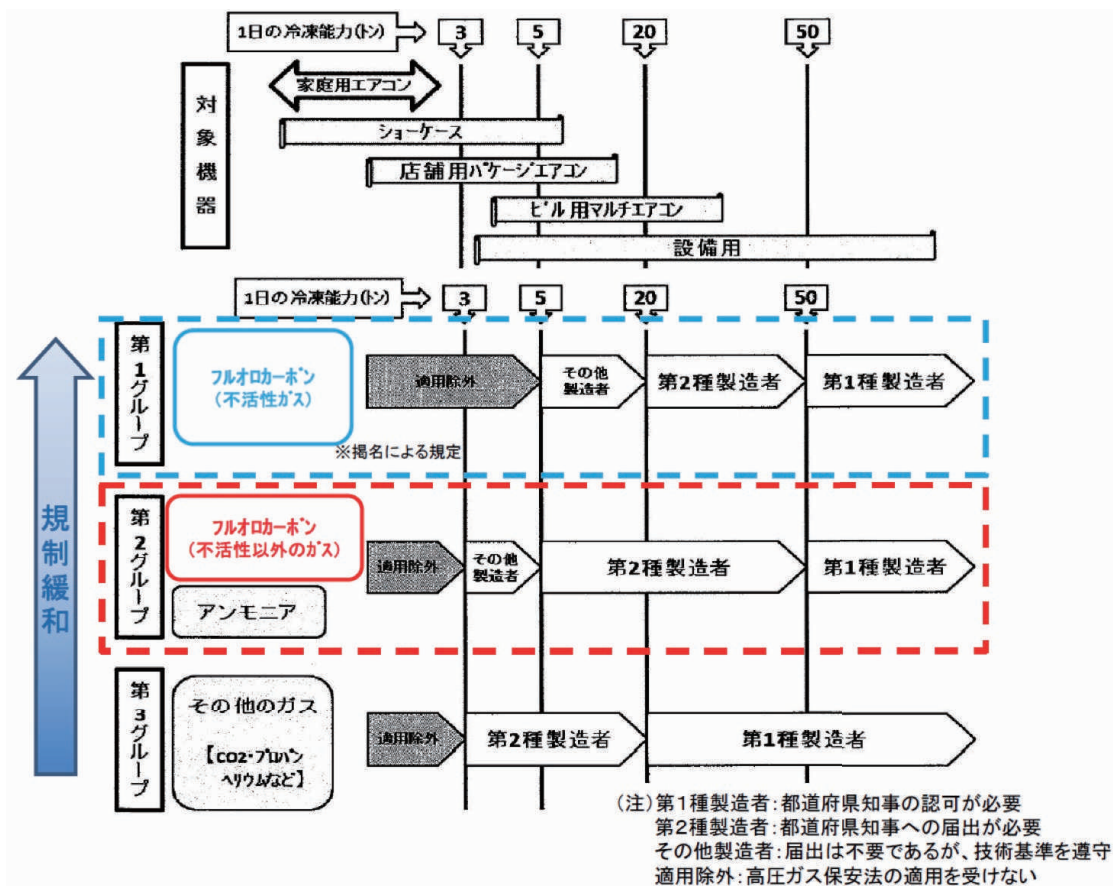 1日の冷凍能力(トン)
3
5
20
50
対象機器
家庭用エアコン
ショーケース
店舗用パケージエアコン
ビル用マルチエアコン
設備用
1日の冷凍能力(トン)
3
5
20
50
規制緩和
第1グループ
フルオロカーボン
(不活性ガス)
適用除外
その他
製造者
第2種製造者
第1種製造者
※掲名による規定
第2グループ
フルオロカーボン
(不活性以外のガス)
アンモニア
適用除外
その他
製造者
第2種製造者
第1種製造者
第3グループ
その他のガス
【CO2・プロパン
ヘリウムなど】
適用除外
第2種製造者
第1種製造者
(注)第1種製造者:都道府県知事の認可が必要
第2種製造者:都道府県知事への届出が必要
その他製造者:届出は不要であるが、技術基準を遵守
適用除外:高圧ガス保安法の適用を受けない